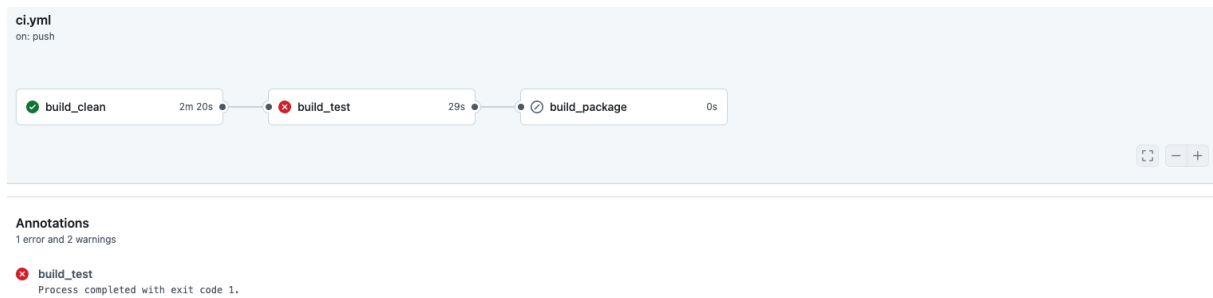 ci.yml
on: push
build_clean 2m 20s
build_test 29s
build_package 0s
Annotations
1 error and 2 warnings
build_test
Process completed with exit code 1.